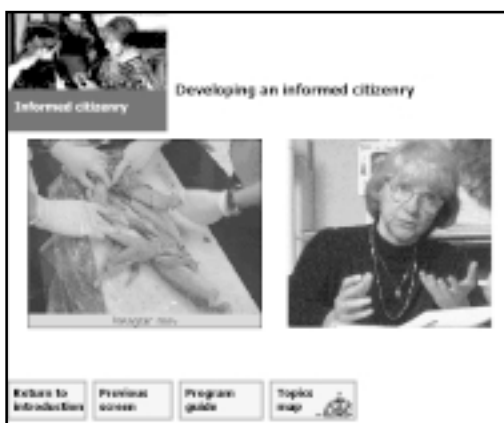 Developing an informed citizenry
Informed citizenry
Return to
introduction
Previous
screen
Program
guide
Topics
map